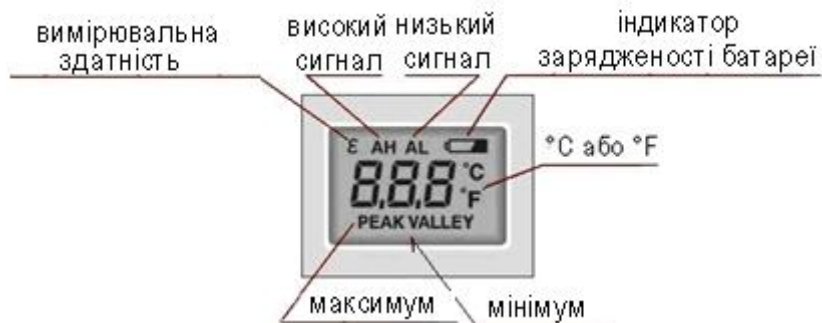 вимірювальна
здатність
високий
сигнал
низький
сигнал
індикатор
зарядженості батареї
ε AH AL
8.8.8 °C
°F
°C або °F
PEAK VALLEY
максимум
мінімум